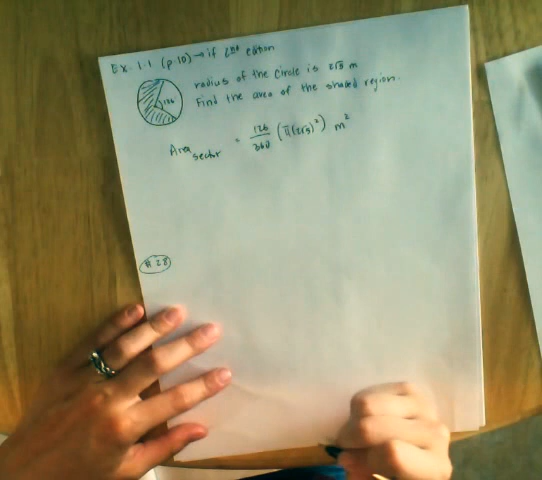 Ex. 1.1 (p.10) → if 2nd edition
radius of the circle is 2√3 m
126
Find the area of the shaded region.
Area sector = 126/360 (π(2√3)²) m²
# 28